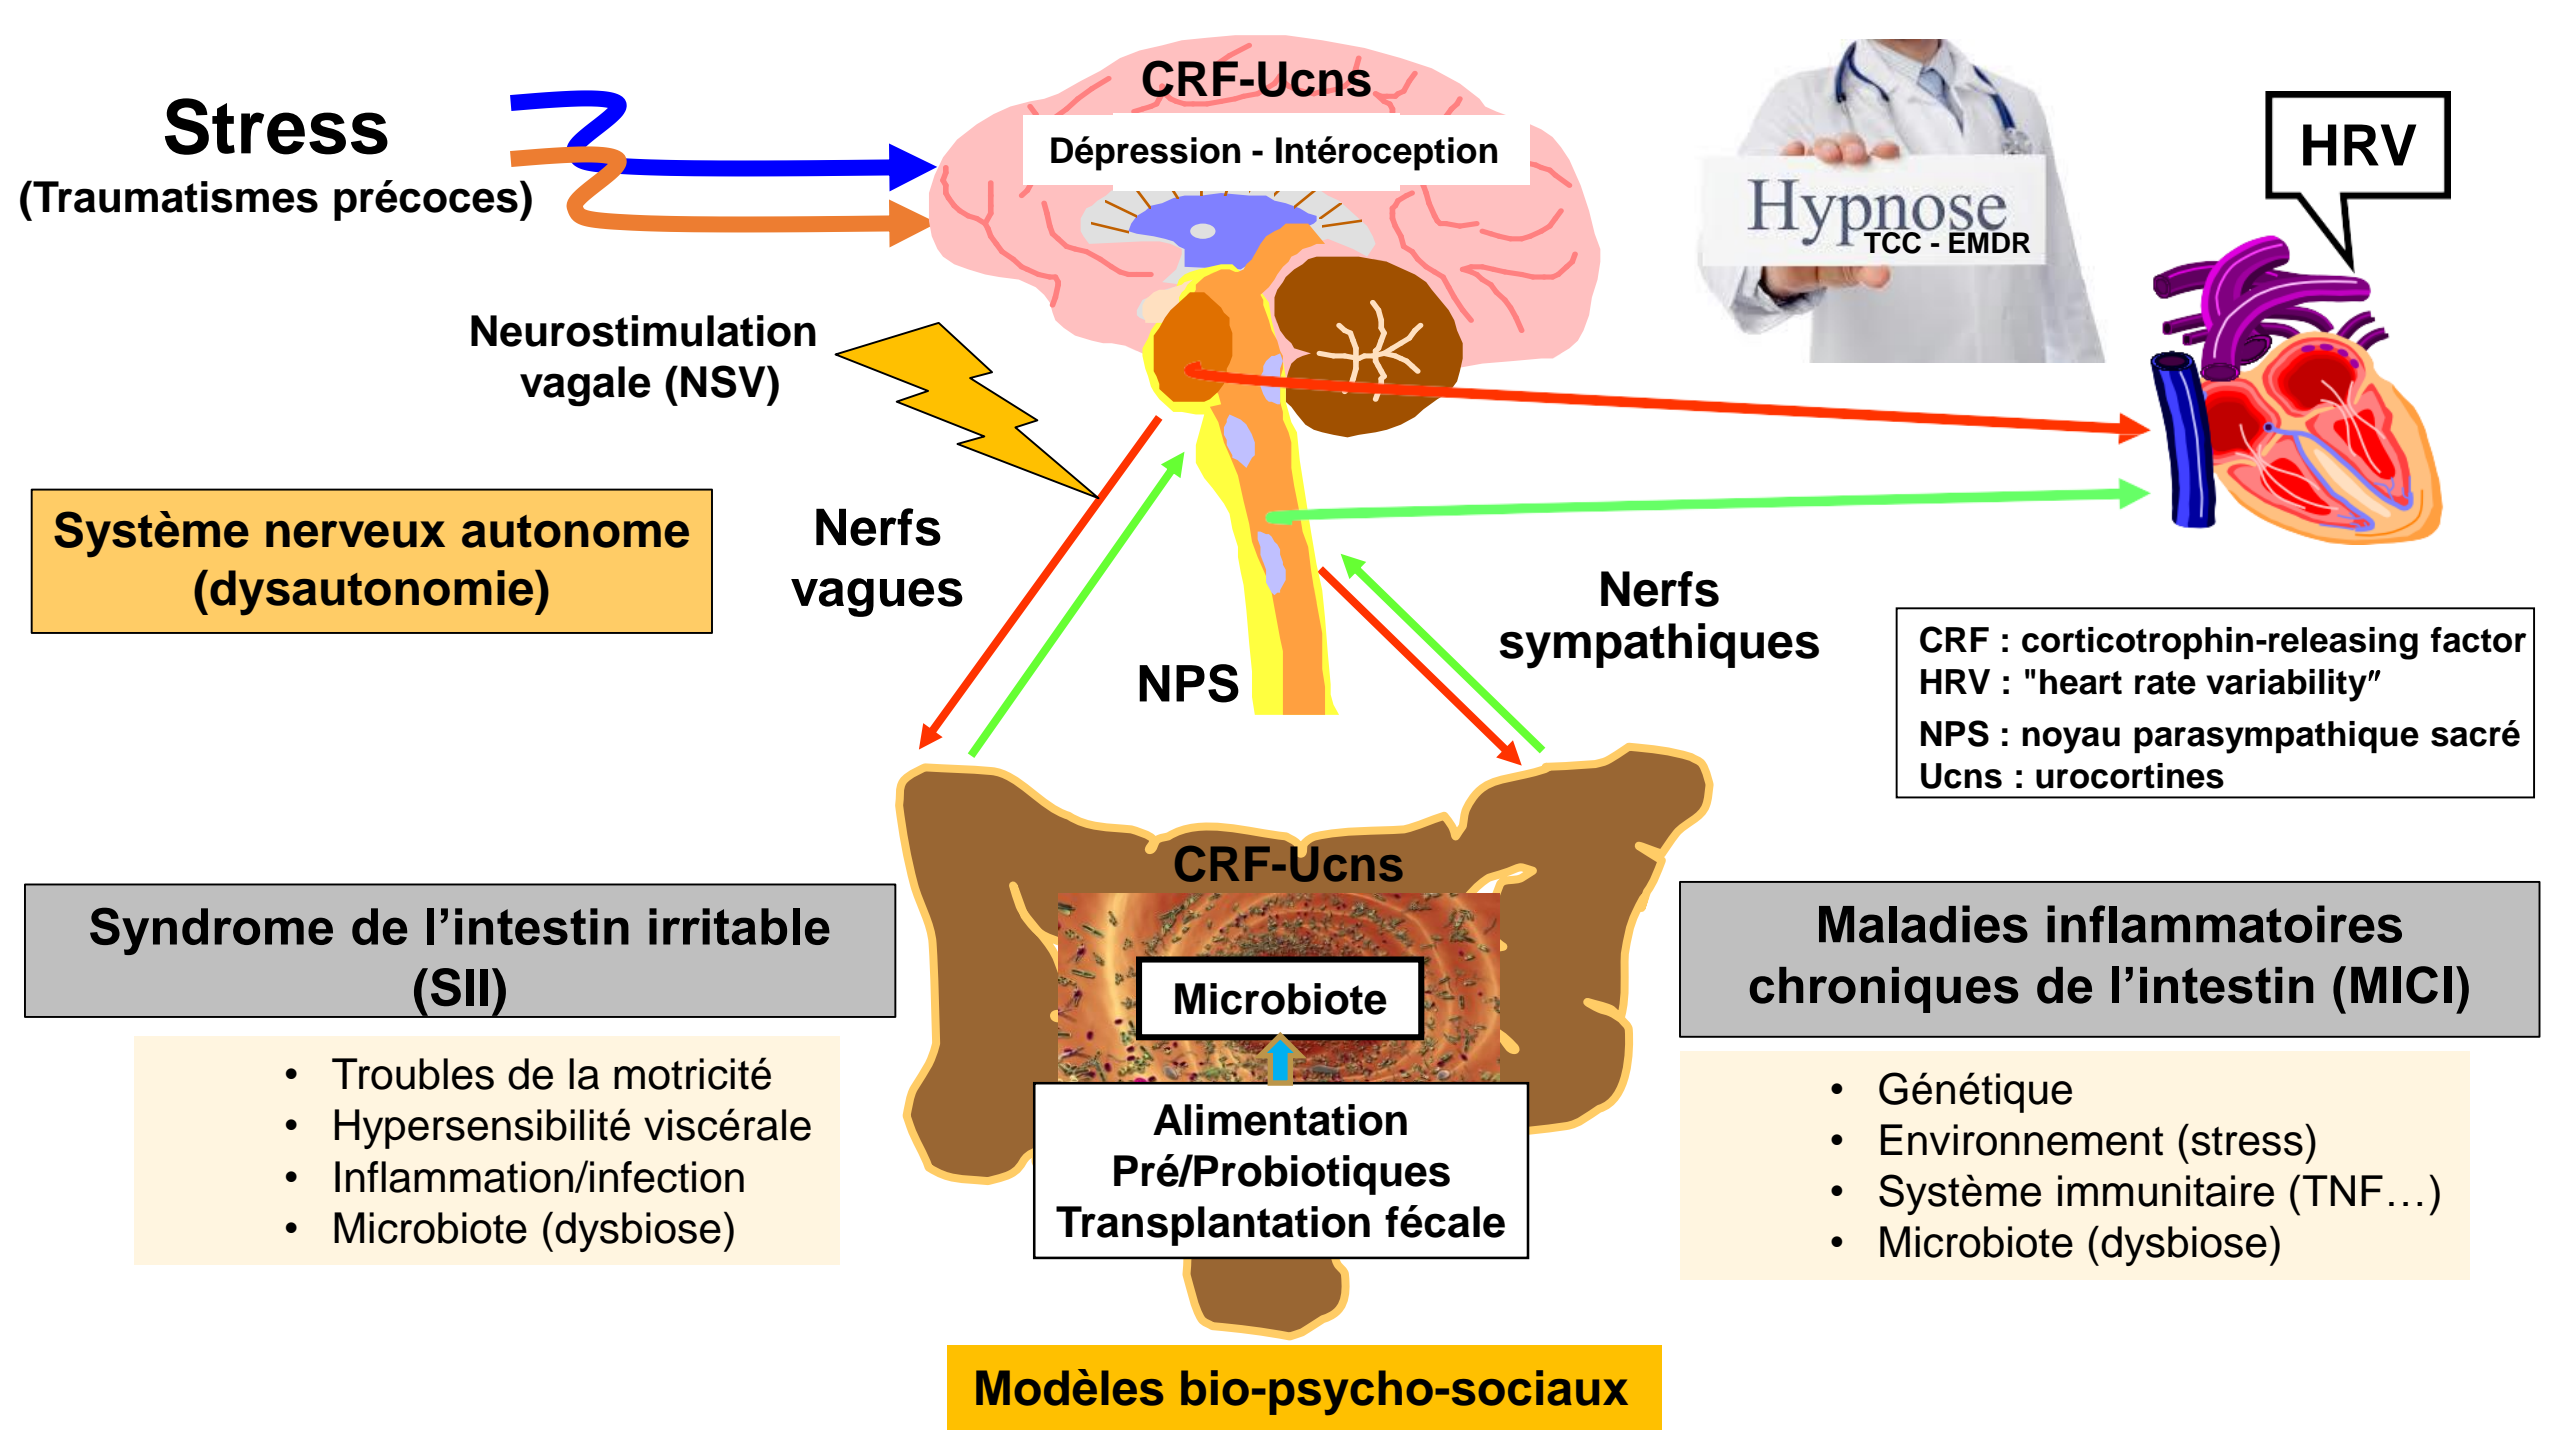 CRF-Ucns
Stress
(Traumatismes précoces)
Dépression - Intéroception
Hypnose
TCC - EMDR
HRV
Neurostimulation
vagale (NSV)
Système nerveux autonome
(dysautonomie)
Nerfs
vagues
Nerfs
sympathiques
NPS
CRF : corticotrophin-releasing factor
HRV : "heart rate variability″
NPS : noyau parasympathique sacré
Ucns : urocortines
CRF-Ucns
Syndrome de l’intestin irritable
(SII)
Troubles de la motricité
Hypersensibilité viscérale
Inflammation/infection
Microbiote (dysbiose)
Microbiote
Alimentation
Pré/Probiotiques
Transplantation fécale
Maladies inflammatoires
chroniques de l’intestin (MICI)
Génétique
Environnement (stress)
Système immunitaire (TNF…)
Microbiote (dysbiose)
Modèles bio-psycho-sociaux